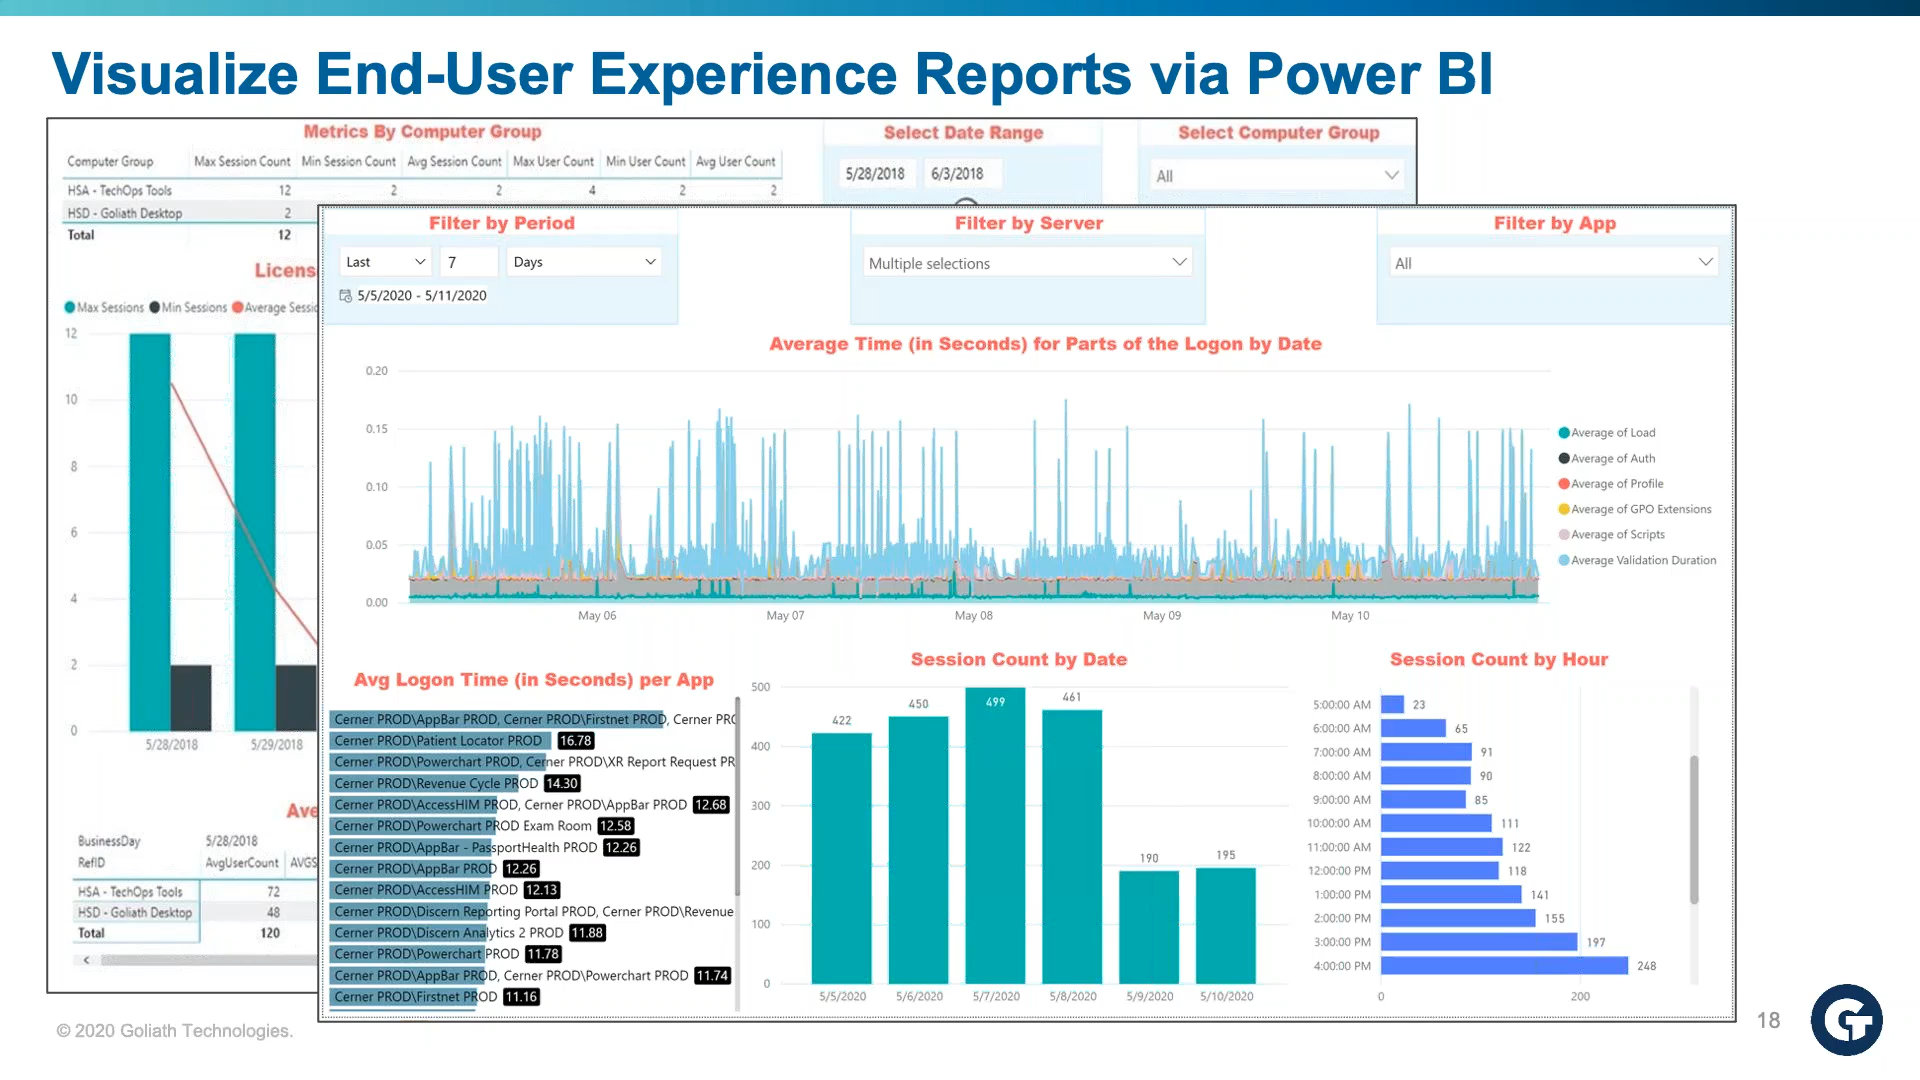 Visualize End-User Experience Reports via Power BI
Metrics By Computer Group
Computer Group Max Session Count Min Session Count Avg Session Count Max User Count Min User Count Avg User Count
HSA - TechOps Tools 12 2 2 4 2 2
HSD - Goliath Desktop 2
Total 12
Select Date Range
5/28/2018 6/3/2018
Select Computer Group
All
Licens
Max Sessions Min Sessions Average Sessio
12
10
8
6
4
2
0
5/28/2018 5/29/2018
Ave
BusinessDay 5/28/2018
RefID AvgUserCount AVGS
HSA - TechOps Tools 72
HSD - Goliath Desktop 48
Total 120
Filter by Period
Last 7 Days
5/5/2020 - 5/11/2020
Filter by Server
Multiple selections
Filter by App
All
Average Time (in Seconds) for Parts of the Logon by Date
0.20
0.15
0.10
0.05
0.00
May 06 May 07 May 08 May 09 May 10
Average of Load
Average of Auth
Average of Profile
Average of GPO Extensions
Average of Scripts
Average Validation Duration
Avg Logon Time (in Seconds) per App
Cerner PROD\AppBar PROD, Cerner PROD\Firstnet PROD, Cerner PRO
Cerner PROD\Patient Locator PROD 16.78
Cerner PROD\Powerchart PROD, Cerner PROD\XR Report Request PR
Cerner PROD\Revenue Cycle PROD 14.30
Cerner PROD\AccessHIM PROD, Cerner PROD\AppBar PROD 12.68
Cerner PROD\Powerchart PROD Exam Room 12.58
Cerner PROD\AppBar - PassportHealth PROD 12.26
Cerner PROD\AppBar PROD 12.26
Cerner PROD\AccessHIM PROD 12.13
Cerner PROD\Discern Reporting Portal PROD, Cerner PROD\Revenue
Cerner PROD\Discern Analytics 2 PROD 11.88
Cerner PROD\Powerchart PROD 11.78
Cerner PROD\AppBar PROD, Cerner PROD\Powerchart PROD 11.74
Cerner PROD\Firstnet PROD 11.16
Session Count by Date
500
400
300
200
100
0
422 450 499 461 190 195
5/5/2020 5/6/2020 5/7/2020 5/8/2020 5/9/2020 5/10/2020
Session Count by Hour
5:00:00 AM 23
6:00:00 AM 65
7:00:00 AM 91
8:00:00 AM 90
9:00:00 AM 85
10:00:00 AM 111
11:00:00 AM 122
12:00:00 PM 118
1:00:00 PM 141
2:00:00 PM 155
3:00:00 PM 197
4:00:00 PM 248
0 200
© 2020 Goliath Technologies.
18